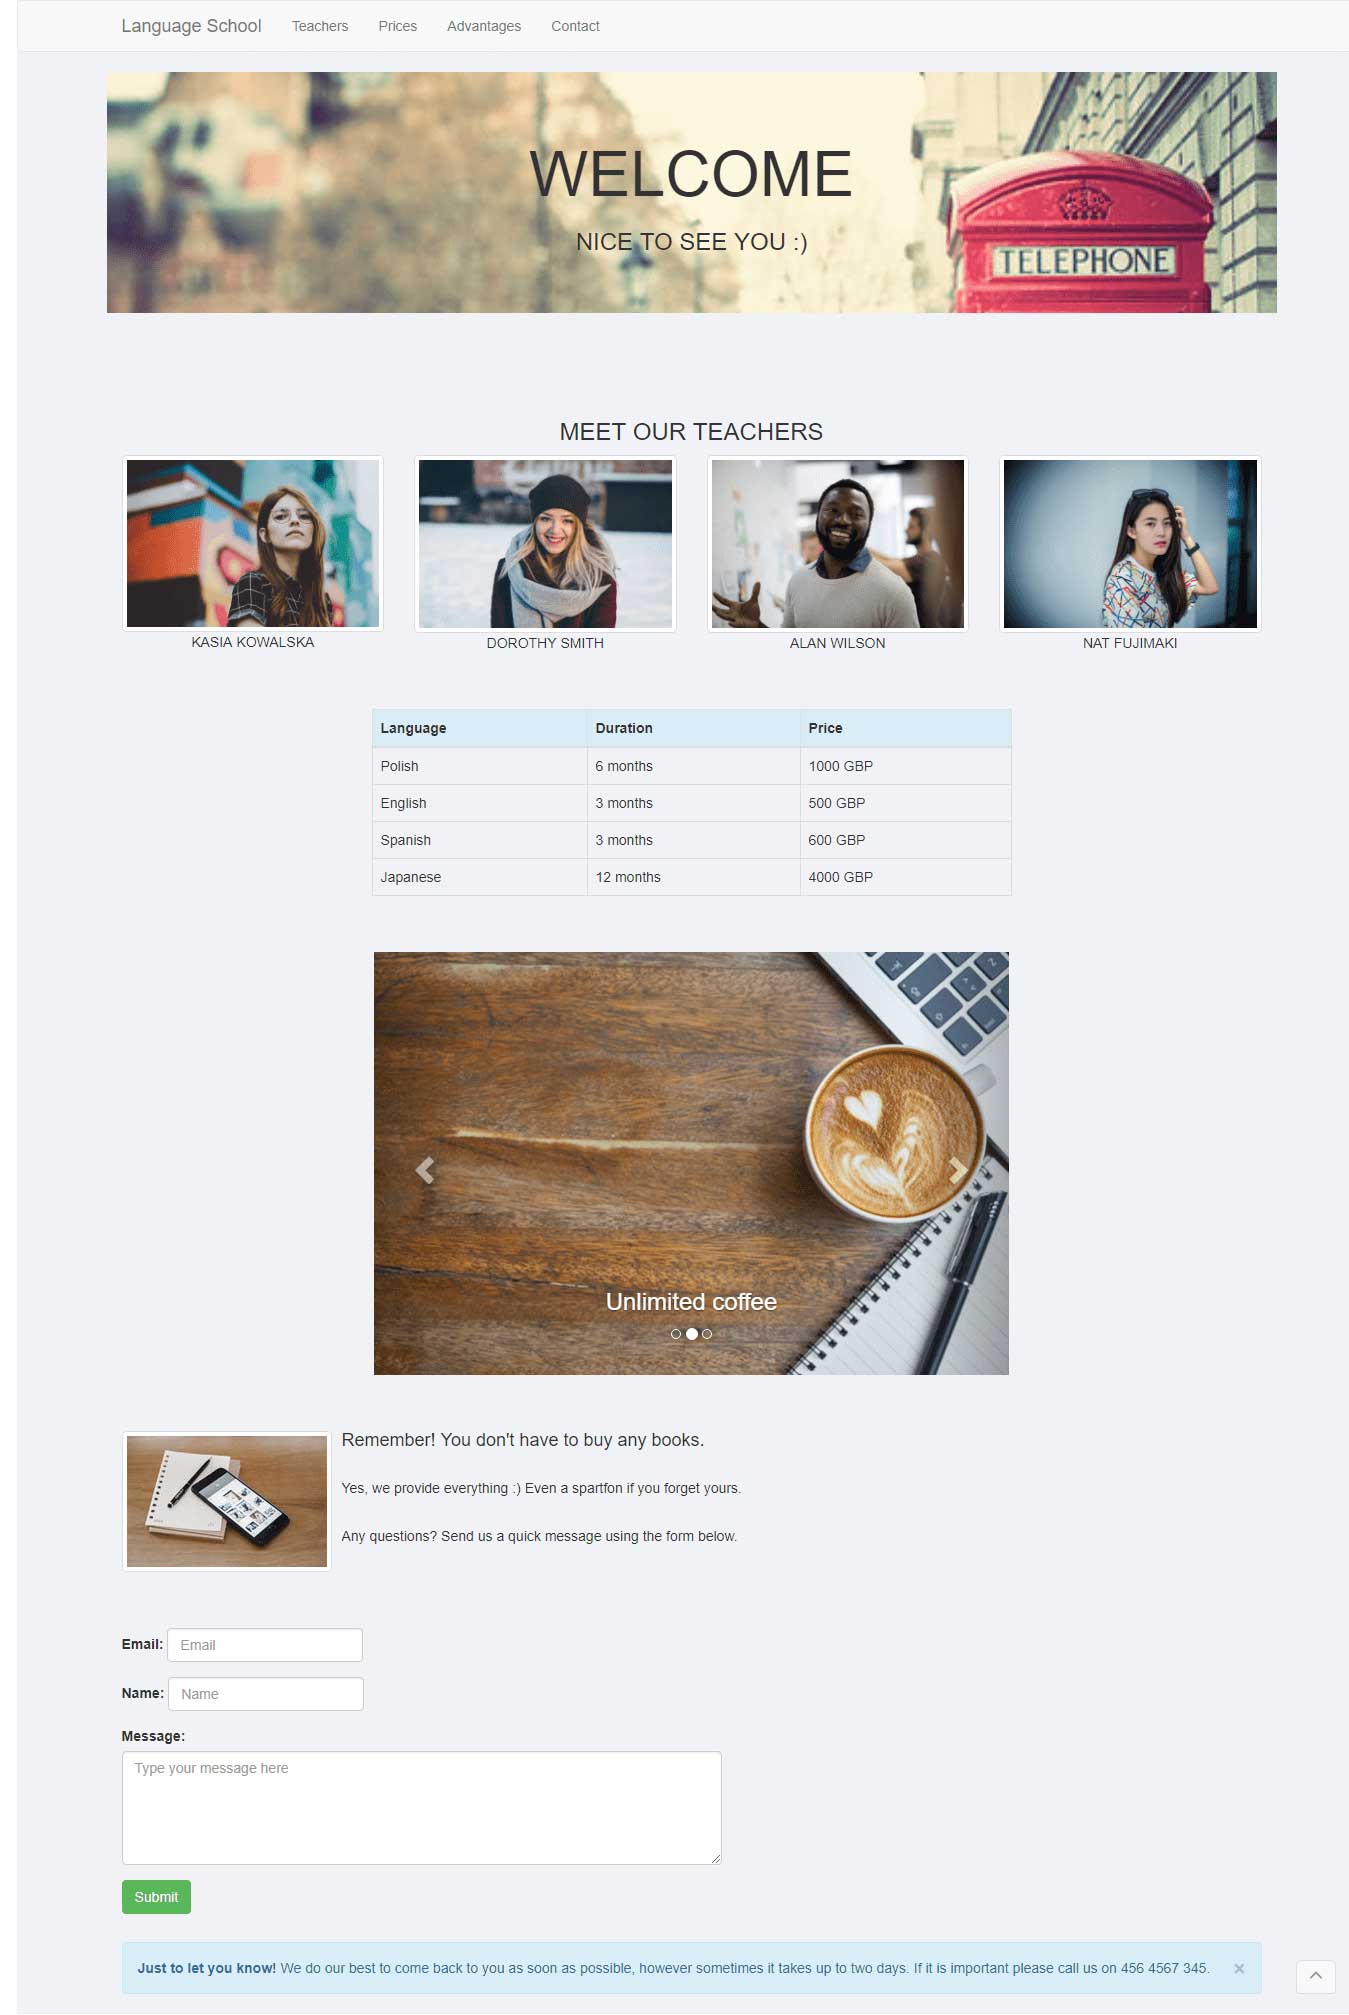 Language School Teachers Prices Advantages Contact
WELCOME
NICE TO SEE YOU :)
TELEPHONE
MEET OUR TEACHERS
KASIA KOWALSKA DOROTHY SMITH ALAN WILSON NAT FUJIMAKI
Language Duration Price
Polish 6 months 1000 GBP
English 3 months 500 GBP
Spanish 3 months 600 GBP
Japanese 12 months 4000 GBP
Unlimited coffee
Remember! You don't have to buy any books.
Yes, we provide everything :) Even a spartfon if you forget yours.
Any questions? Send us a quick message using the form below.
Email: Email
Name: Name
Message:
Type your message here
Submit
Just to let you know! We do our best to come back to you as soon as possible, however sometimes it takes up to two days. If it is important please call us on 456 4567 345. ×